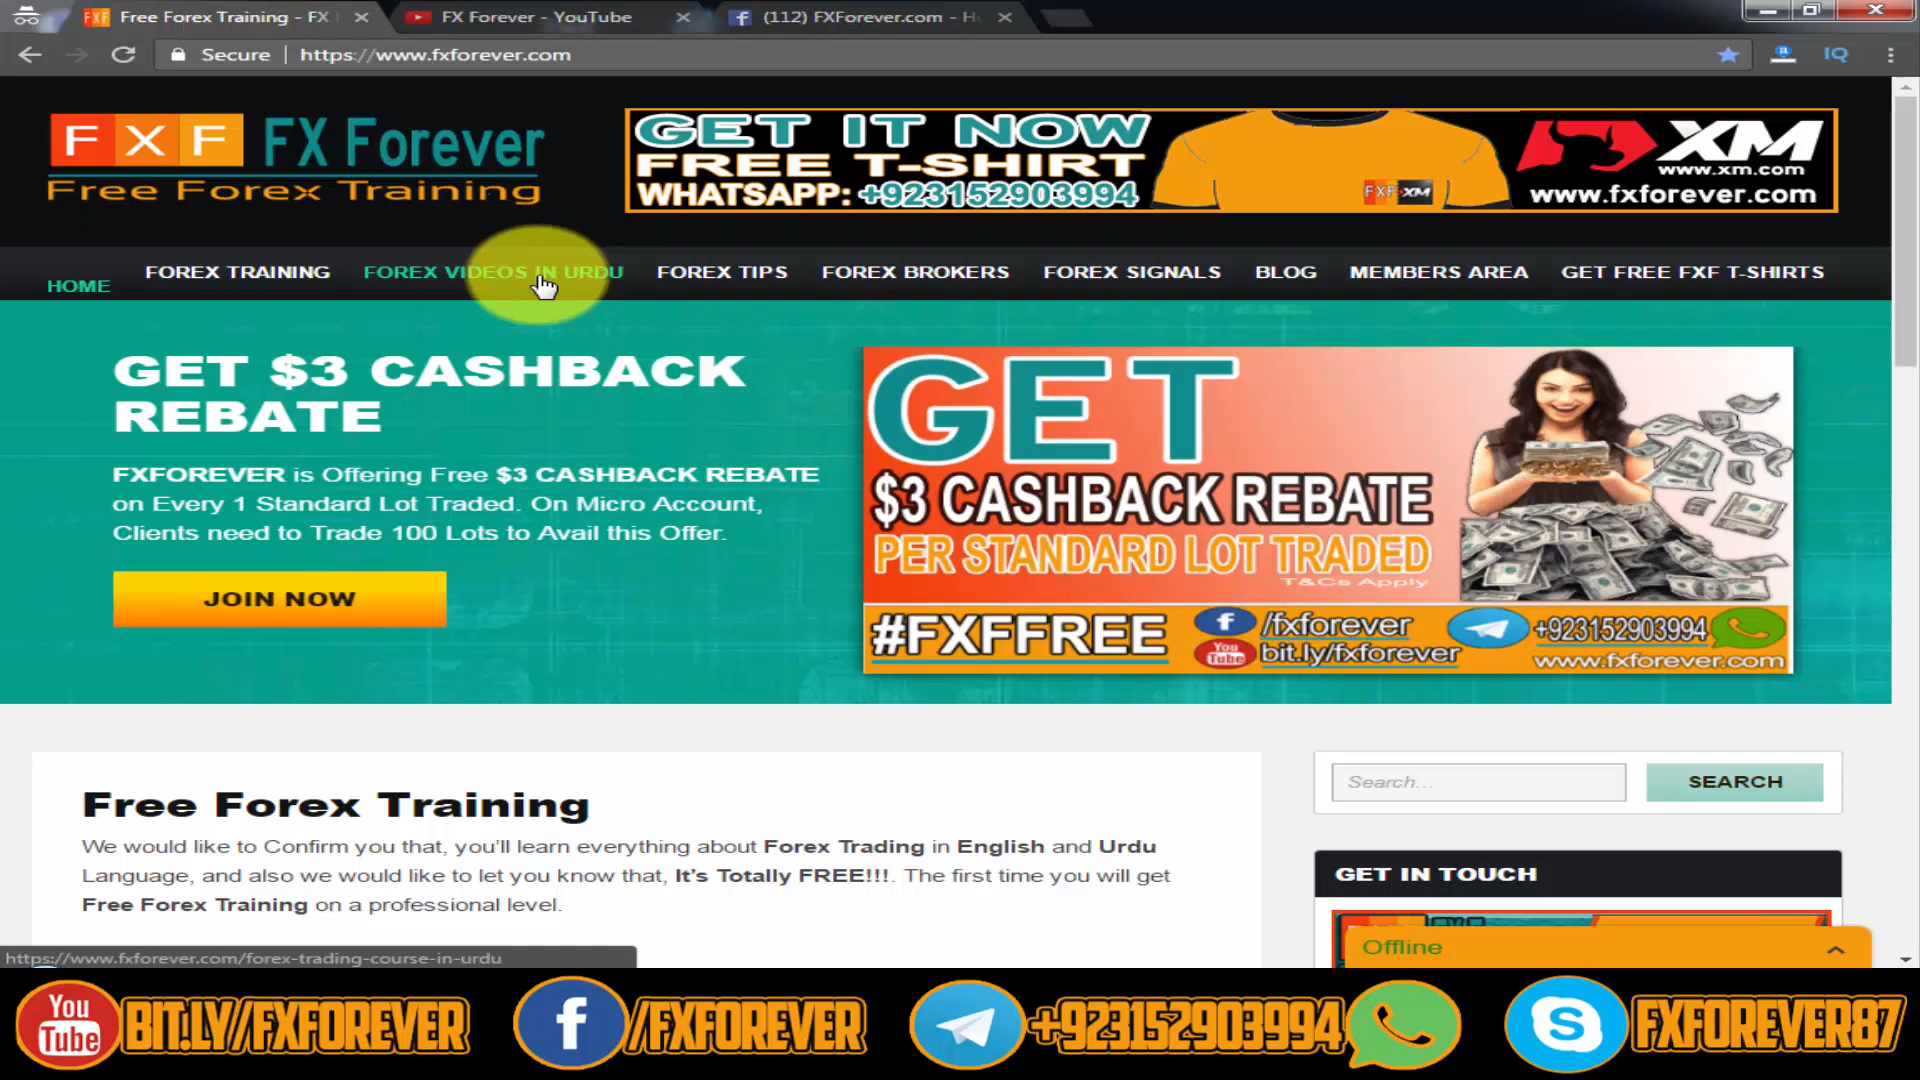 Free Forex Training - FX
FX Forever - YouTube
(112) FXForever.com - H
Secure
https://www.fxforever.com
IQ
FXF FX Forever
Free Forex Training
GET IT NOW
FREE T-SHIRT
WHATSAPP: +923152903994
FXF XM
XM
www.xm.com
www.fxforever.com
HOME
FOREX TRAINING
FOREX VIDEOS IN URDU
FOREX TIPS
FOREX BROKERS
FOREX SIGNALS
BLOG
MEMBERS AREA
GET FREE FXF T-SHIRTS
GET $3 CASHBACK
REBATE
FXFOREVER is Offering Free $3 CASHBACK REBATE
on Every 1 Standard Lot Traded. On Micro Account,
Clients need to Trade 100 Lots to Avail this Offer.
JOIN NOW
GET
$3 CASHBACK REBATE
PER STANDARD LOT TRADED
T&Cs Apply
#FXFFREE
/fxforever
You Tube bit.ly/fxforever
+923152903994
www.fxforever.com
Free Forex Training
We would like to Confirm you that, you'll learn everything about Forex Trading in English and Urdu
Language, and also we would like to let you know that, It's Totally FREE!!!. The first time you will get
Free Forex Training on a professional level.
Search...
SEARCH
GET IN TOUCH
Offline
https://www.fxforever.com/forex-trading-course-in-urdu
You
Tube
BIT.LY/FXFOREVER
/FXFOREVER
+923152903994
FXFOREVER87